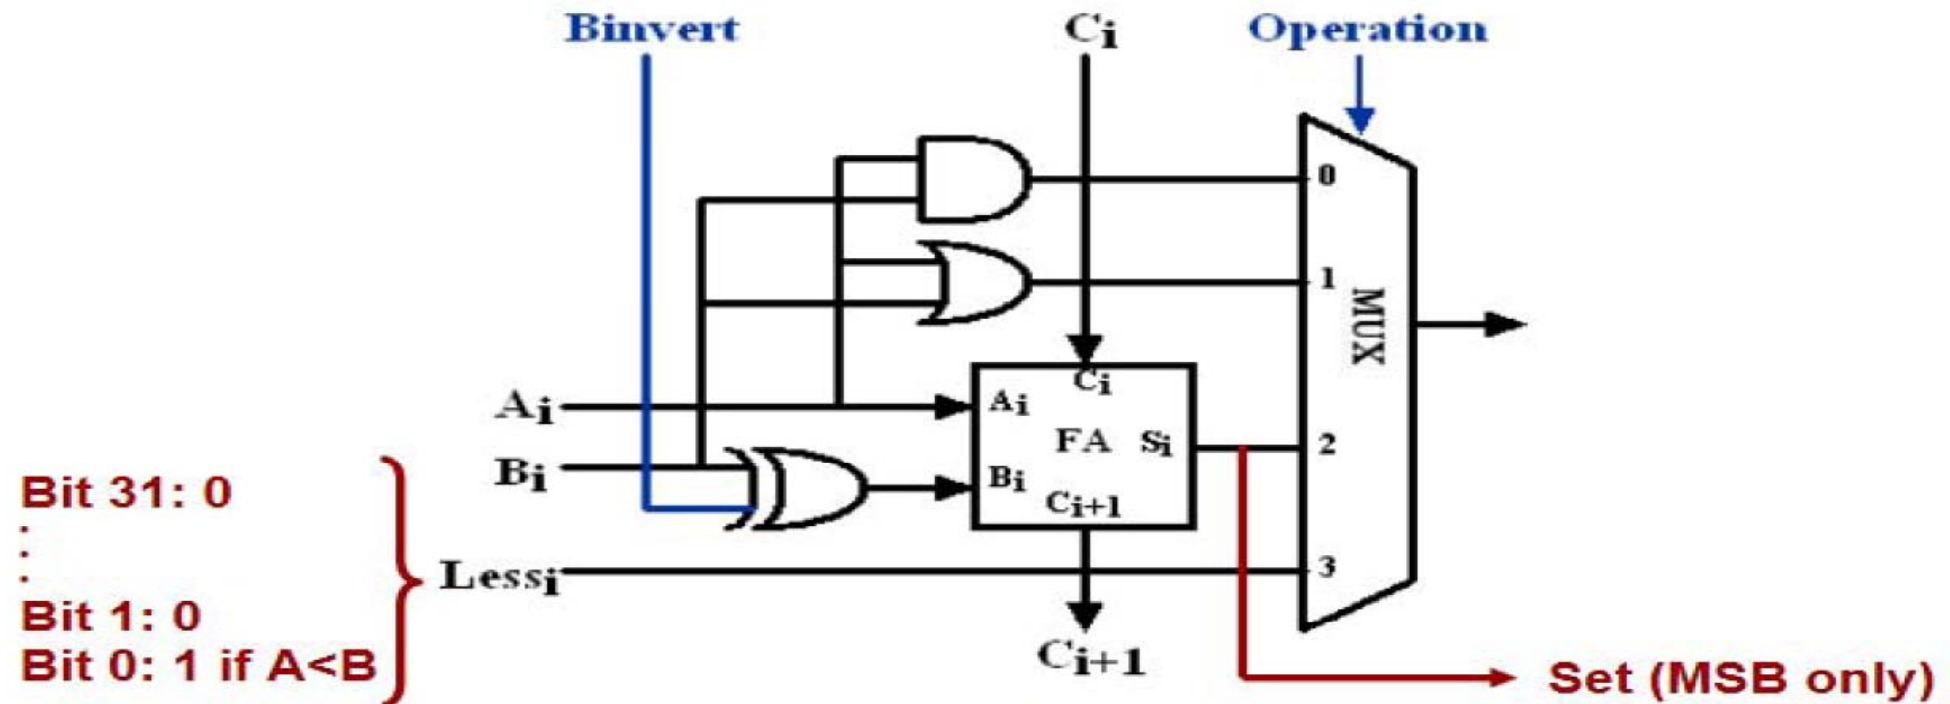 Binvert
Ci
Operation
0
1
MUX
Ai
Ci
Ai
FA Si
2
Bi
Bi
Ci+1
Bit 31: 0
Lessi
3
Bit 1: 0
Bit 0: 1 if A<B
Ci+1
Set (MSB only)